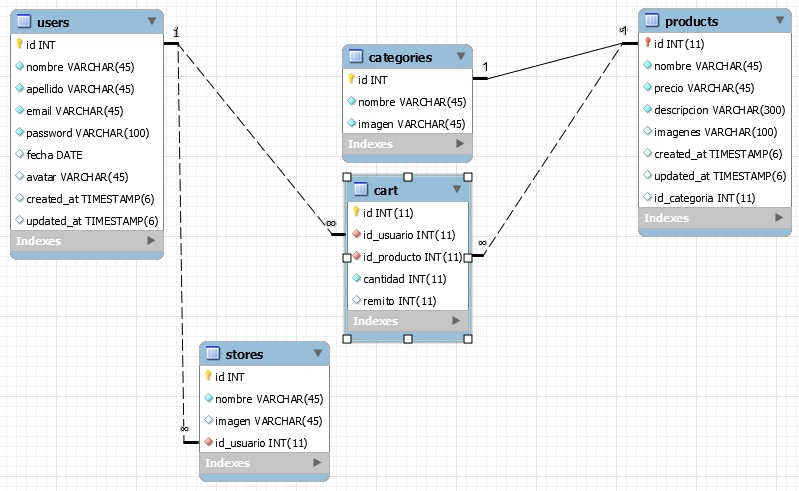 users
id INT
nombre VARCHAR(45)
apellido VARCHAR(45)
email VARCHAR(45)
password VARCHAR(100)
fecha DATE
avatar VARCHAR(45)
created_at TIMESTAMP(6)
updated_at TIMESTAMP(6)
Indexes
1
categories
id INT
nombre VARCHAR(45)
imagen VARCHAR(45)
Indexes
1
products
id INT(11)
nombre VARCHAR(45)
precio VARCHAR(45)
descripcion VARCHAR(300)
imagenes VARCHAR(100)
created_at TIMESTAMP(6)
updated_at TIMESTAMP(6)
id_categoria INT(11)
Indexes
cart
id INT(11)
id_usuario INT(11)
id_producto INT(11)
cantidad INT(11)
remito INT(11)
Indexes
∞
∞
stores
id INT
nombre VARCHAR(45)
imagen VARCHAR(45)
id_usuario INT(11)
Indexes
∞